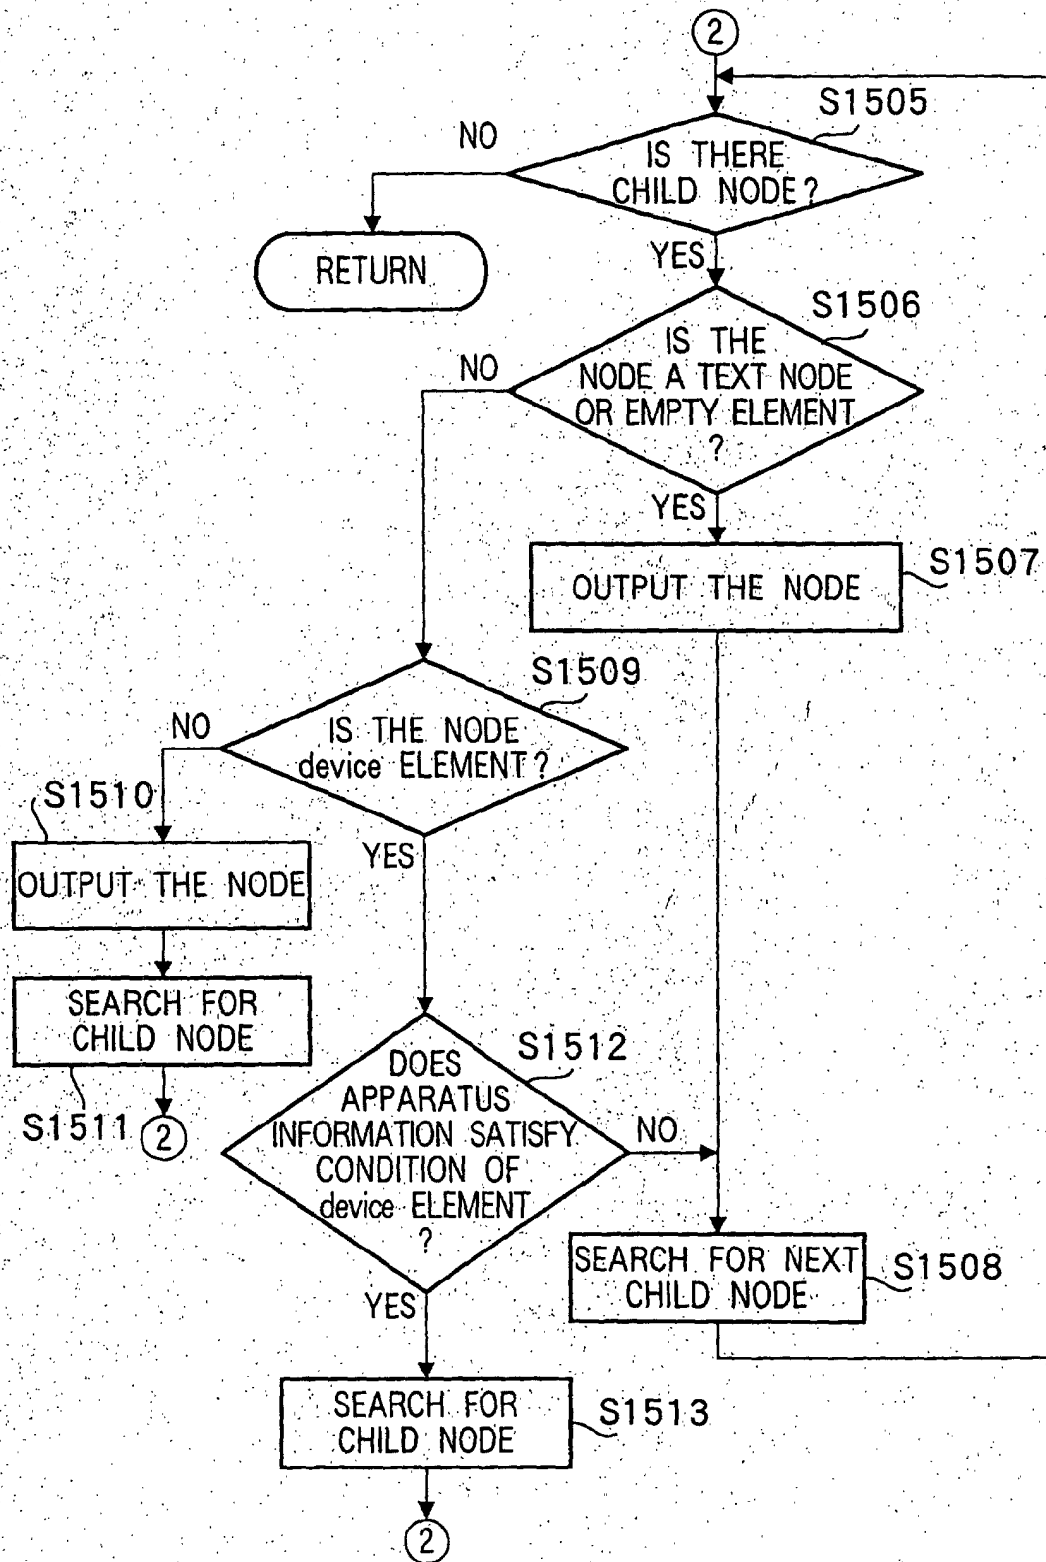 2
S1505
NO
IS THERE
CHILD NODE?
RETURN
YES
S1506
IS THE
NODE A TEXT NODE
OR EMPTY ELEMENT
?
NO
YES
S1507
OUTPUT THE NODE
S1509
NO
IS THE NODE
device ELEMENT?
S1510
YES
OUTPUT THE NODE
SEARCH FOR
CHILD NODE
S1511
2
S1512
DOES
APPARATUS
INFORMATION SATISFY
CONDITION OF
device ELEMENT
?
NO
SEARCH FOR NEXT
CHILD NODE
S1508
YES
SEARCH FOR
CHILD NODE
S1513
2